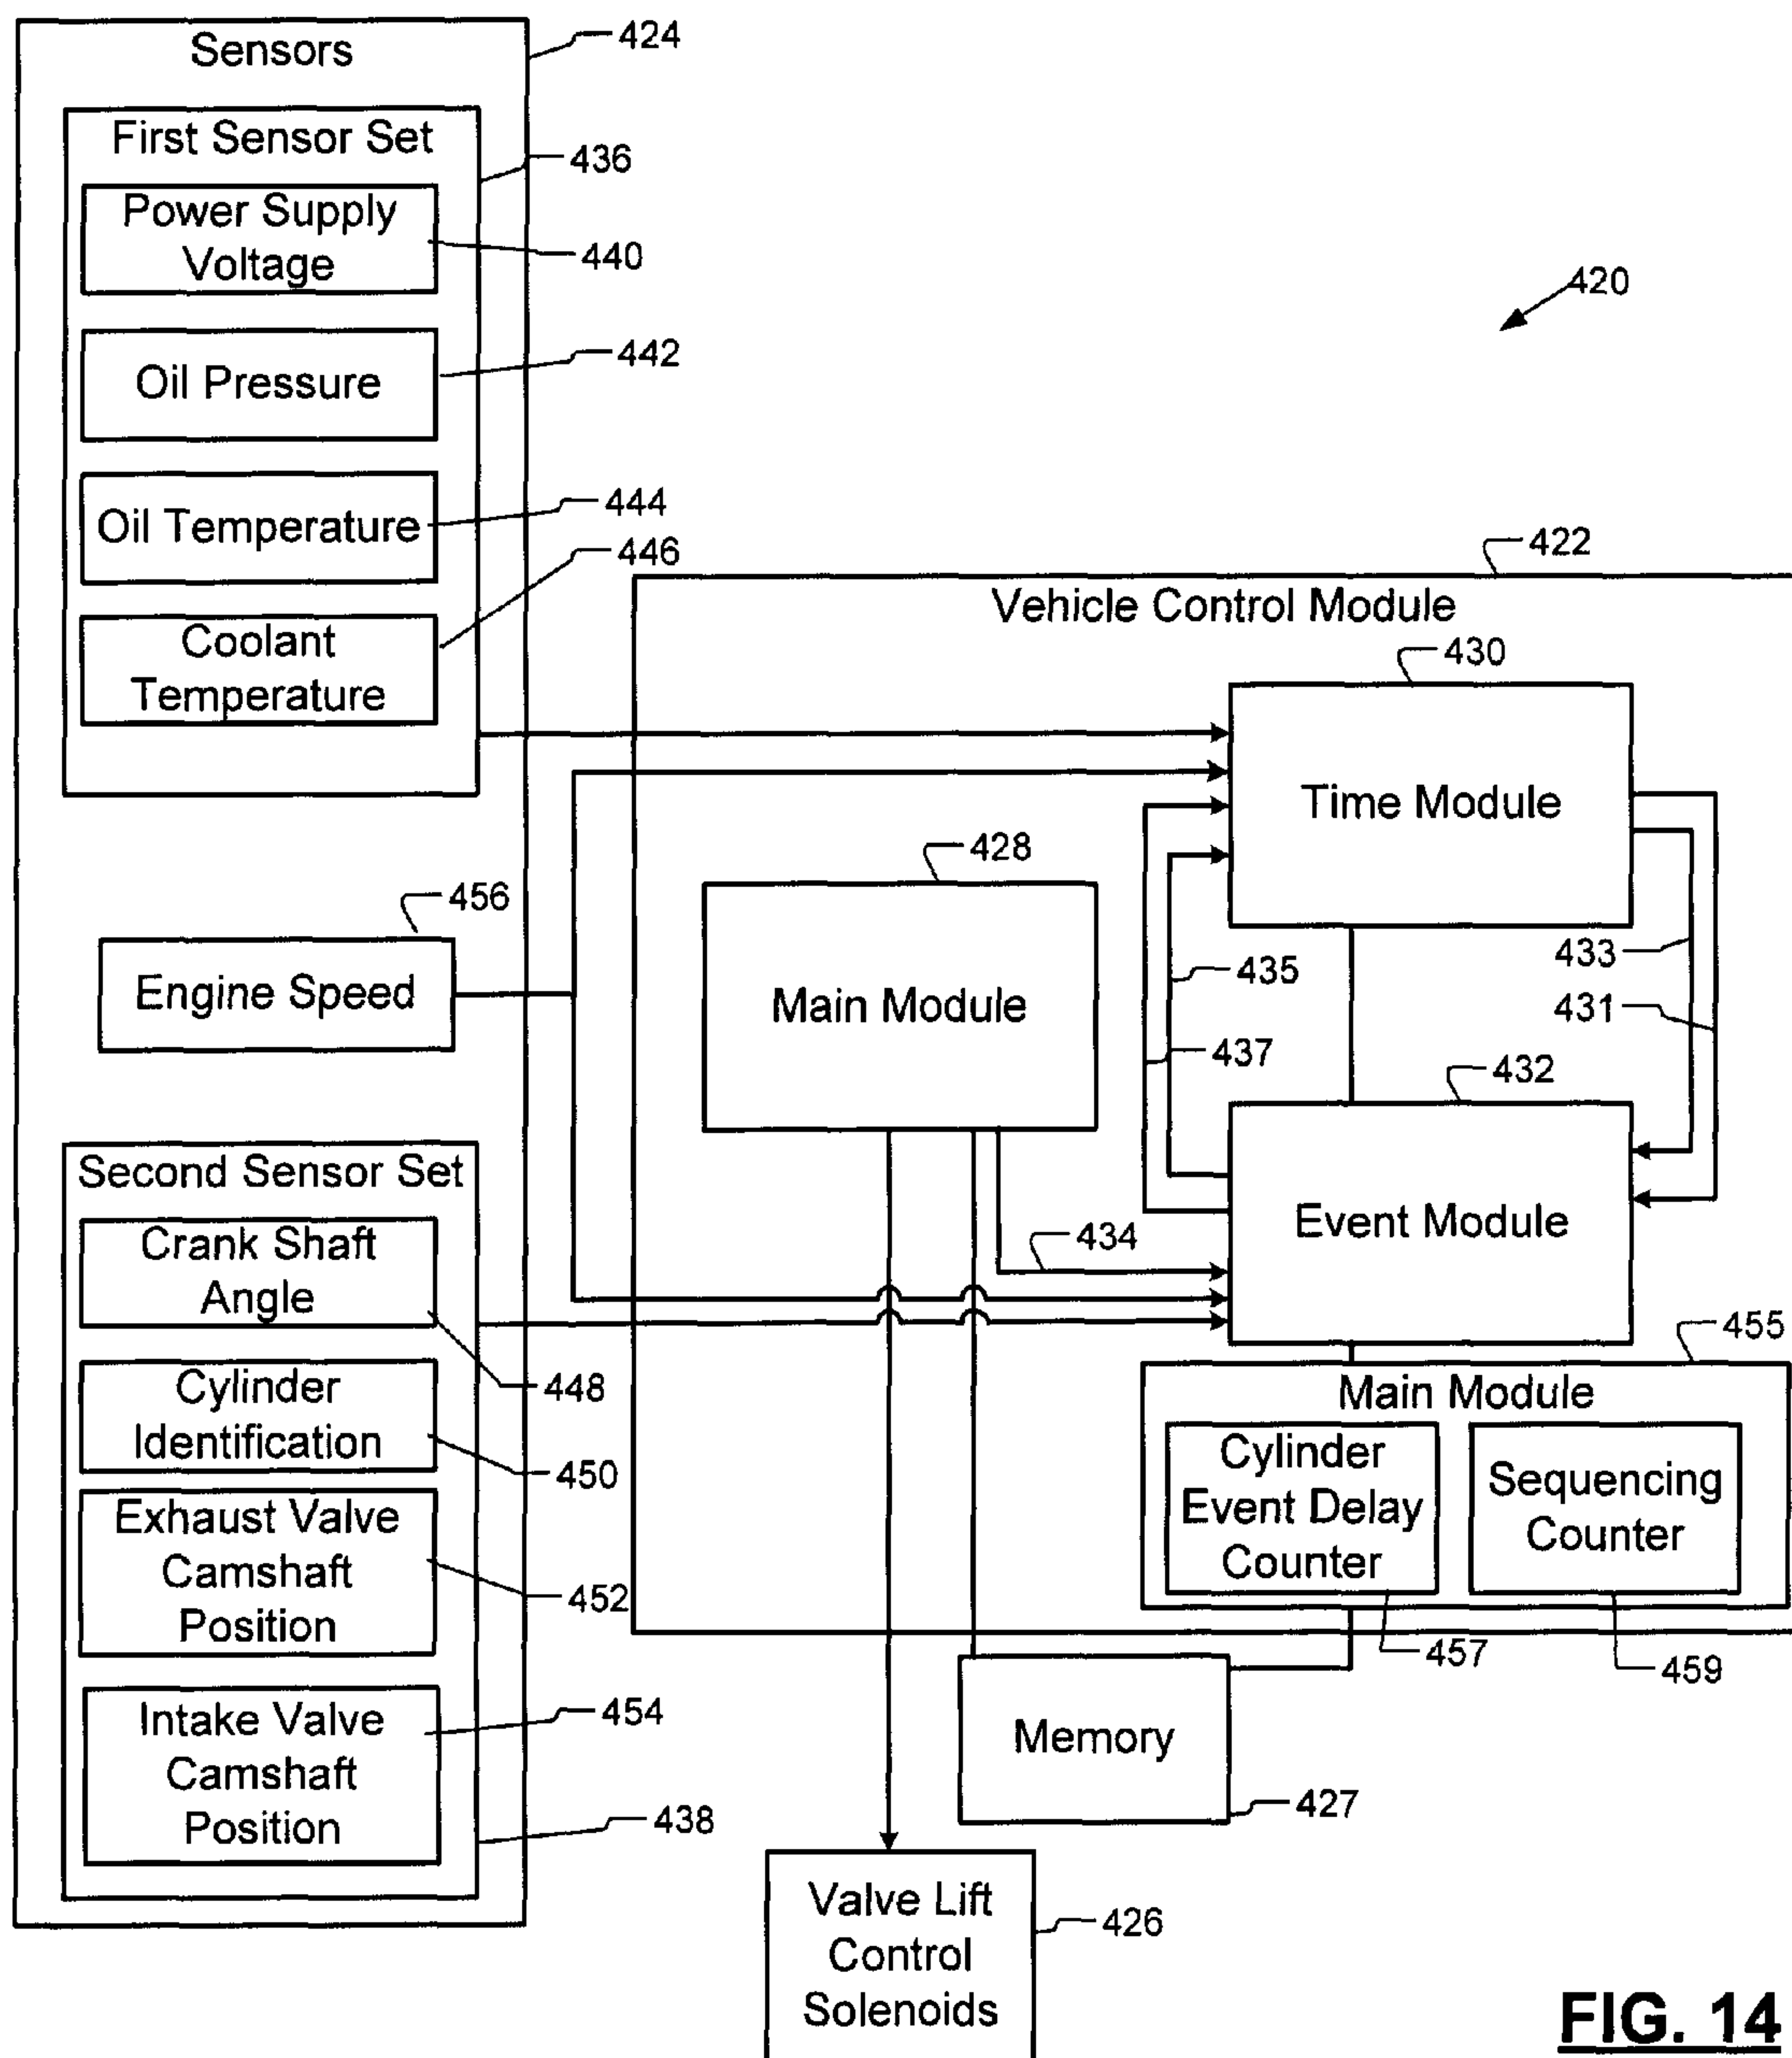 Sensors
424
First Sensor Set
436
Power Supply
Voltage
440
Oil Pressure
442
Oil Temperature
444
Coolant
Temperature
446
420
422
Vehicle Control Module
430
Time Module
428
Main Module
456
Engine Speed
433
431
435
437
432
Event Module
434
Second Sensor Set
Crank Shaft
Angle
448
Cylinder
Identification
450
Exhaust Valve
Camshaft
Position
452
Intake Valve
Camshaft
Position
454
438
455
Main Module
Cylinder
Event Delay
Counter
457
Sequencing
Counter
459
Memory
427
Valve Lift
Control
Solenoids
426
FIG. 14